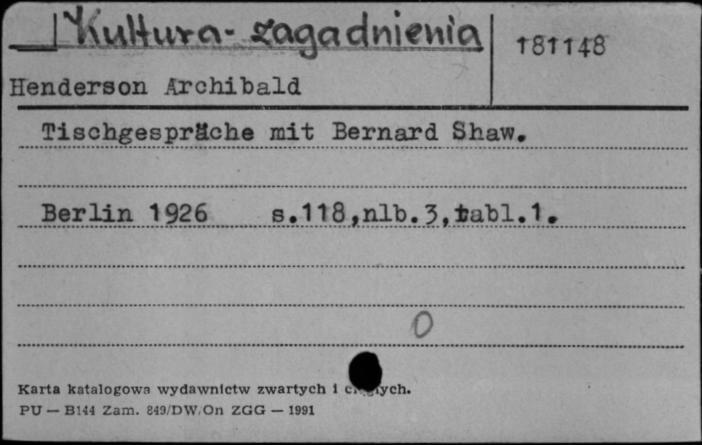 Kultura- zagadnienia
181148
Henderson Archibald
Tischgespräche mit Bernard Shaw.
Berlin 1926 s.118,nlb.3,tabl.1.
0
Karta katalogowa wydawnictw zwartych i
PU — B144 Zam. 849/DW/On ZGG — 1991